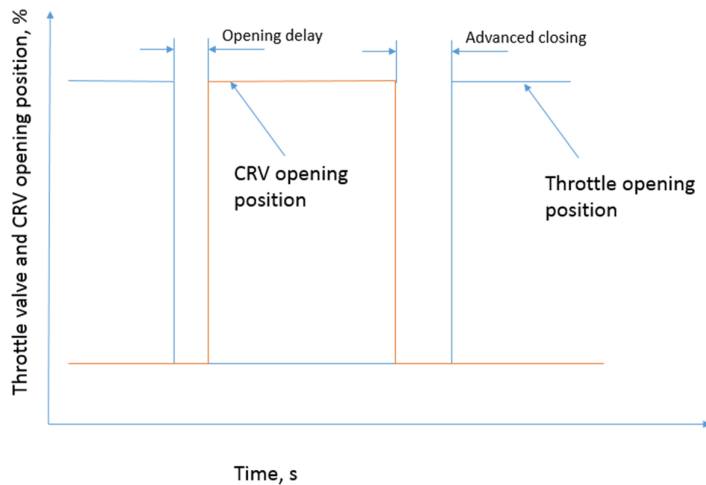 Throttle valve and CRV opening position, %
Opening delay
Advanced closing
CRV opening
position
Throttle opening
position
Time, s